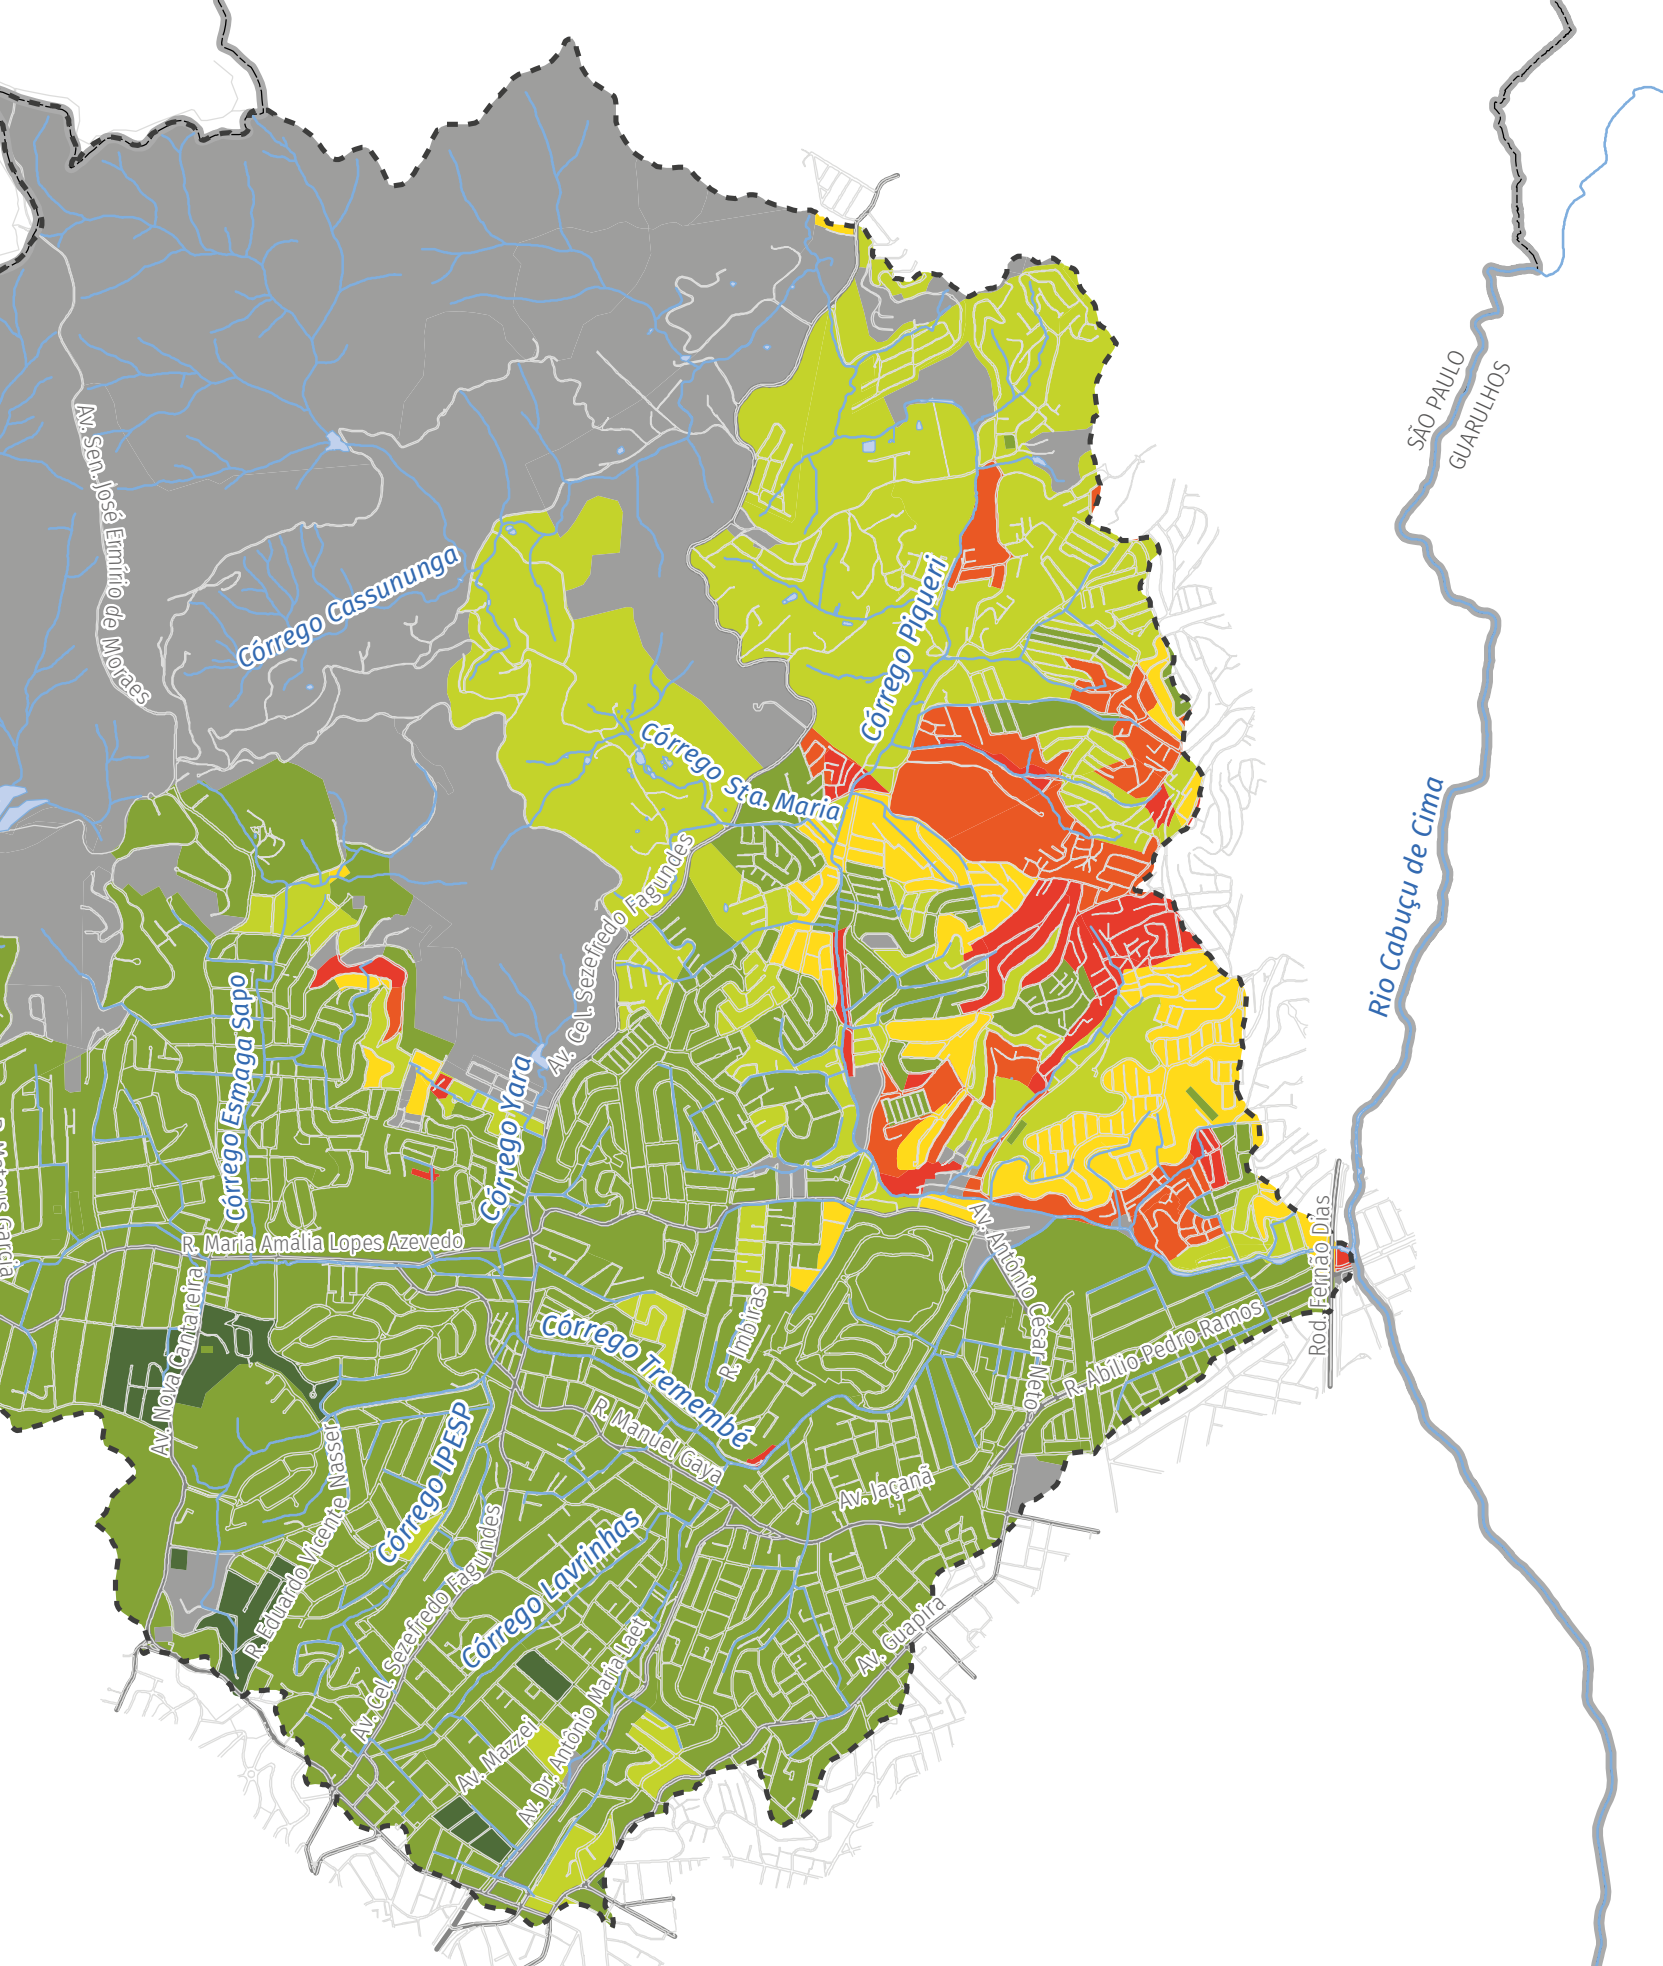 SÃO PAULO
GUARULHOS
Av. Sen. José Ermírio de Moraes
Córrego Cassununga
Córrego Piqueri
Córrego Sta. Maria
Rio Cabuçu de Cima
Av. Cel. Sezefredo Fagundes
Córrego Esmaga Sapo
Córrego Yara
R. Maria Amália Lopes Azevedo
Av. Nova Cantareira
Av. Antônio César Neto
Rod. Fernão Dias
R. Abílio Pedro Ramos
R. Imbiras
Córrego Tremembé
R. Manuel Gaya
Av. Jaçanã
Córrego IPESP
R. Eduardo Vicente Nasser
Av. Cel. Sezefredo Fagundes
Córrego Lavrinhas
Av. Guapira
Av. Mazzei
Av. Dr. Antônio Maria Laet